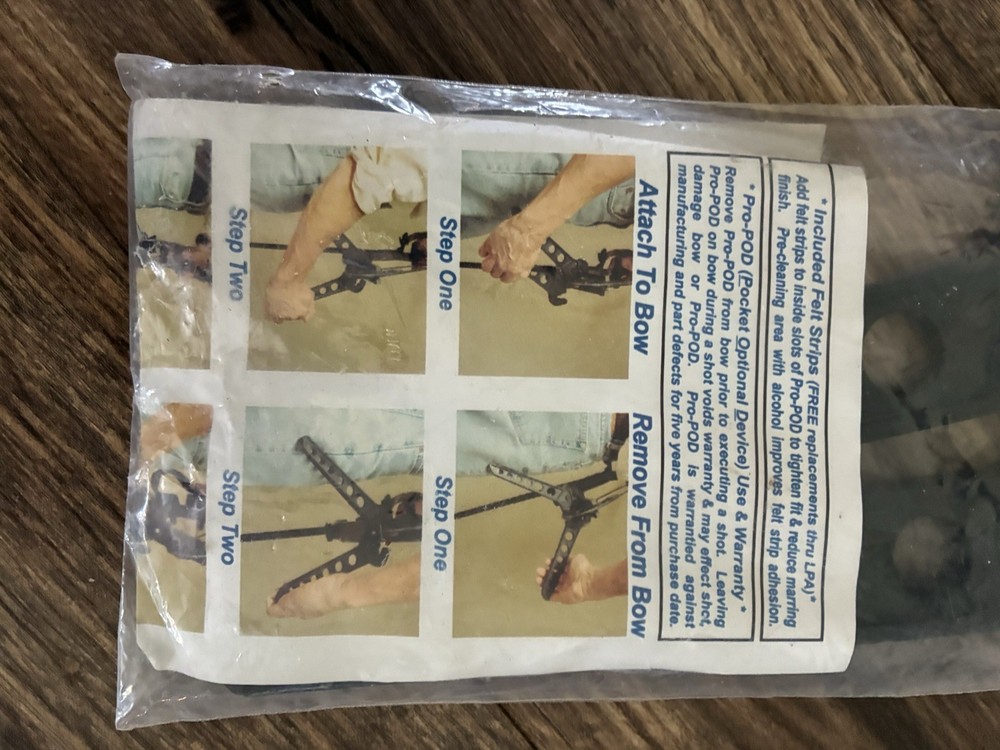 * Included Felt Strips (FREE replacements thru LPA)*
Add felt strips to inside slots of Pro-POD to tighten fit & reduce marring
finish. Pre-cleaning area with alcohol improves felt strip adhesion.
* Pro-POD (Pocket Optional Device) Use & Warranty *
Remove Pro-POD from bow prior to executing a shot. Leaving
Pro-POD on bow during a shot voids warranty & may effect shot,
damage bow or Pro-POD. Pro-POD is warrantied against
manufacturing and part defects for five years from purchase date.
Attach To Bow
Remove From Bow
Step One
Step One
Step Two
Step Two